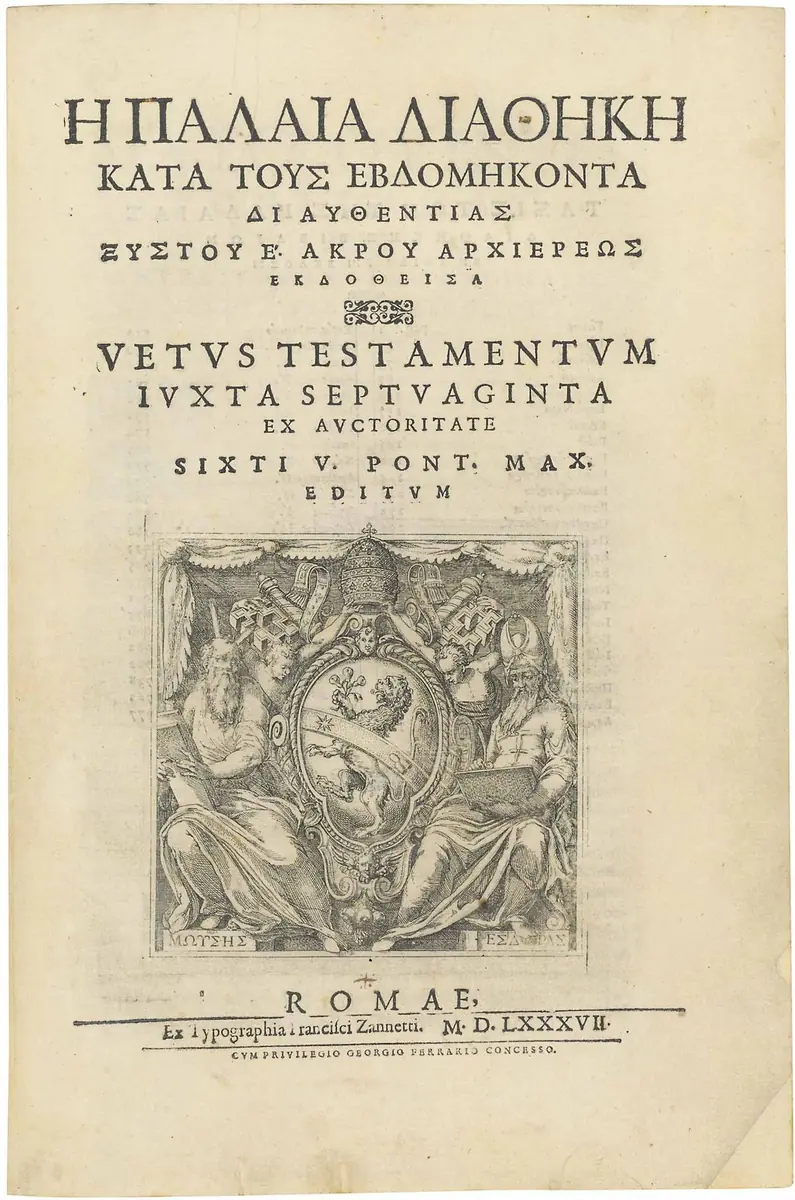 Η ΠΑΛΑΙΑ ΔΙΑΘΗΚΗ
ΚΑΤΑ ΤΟΥΣ ΕΒΔΟΜΗΚΟΝΤΑ
ΔΙ ΑΥΘΕΝΤΙΑΣ
ΞΥΣΤΟΥ Ε΄. ΑΚΡΟΥ ΑΡΧΙΕΡΕΩΣ
ΕΚΔΟΘΕΙΣΑ
VETVS TESTAMENTVM
IVXTA SEPTVAGINTA
EX AVCTORITATE
SIXTI V. PONT. MAX.
EDITVM
ΜΩΥΣΗΣ
ΕΣΔΡΑΣ
ROMAE,
Ex Typographia Francisci Zannetti. M. D. LXXXVII.
CVM PRIVILEGIO GEORGIO FERRARIO CONCESSO.